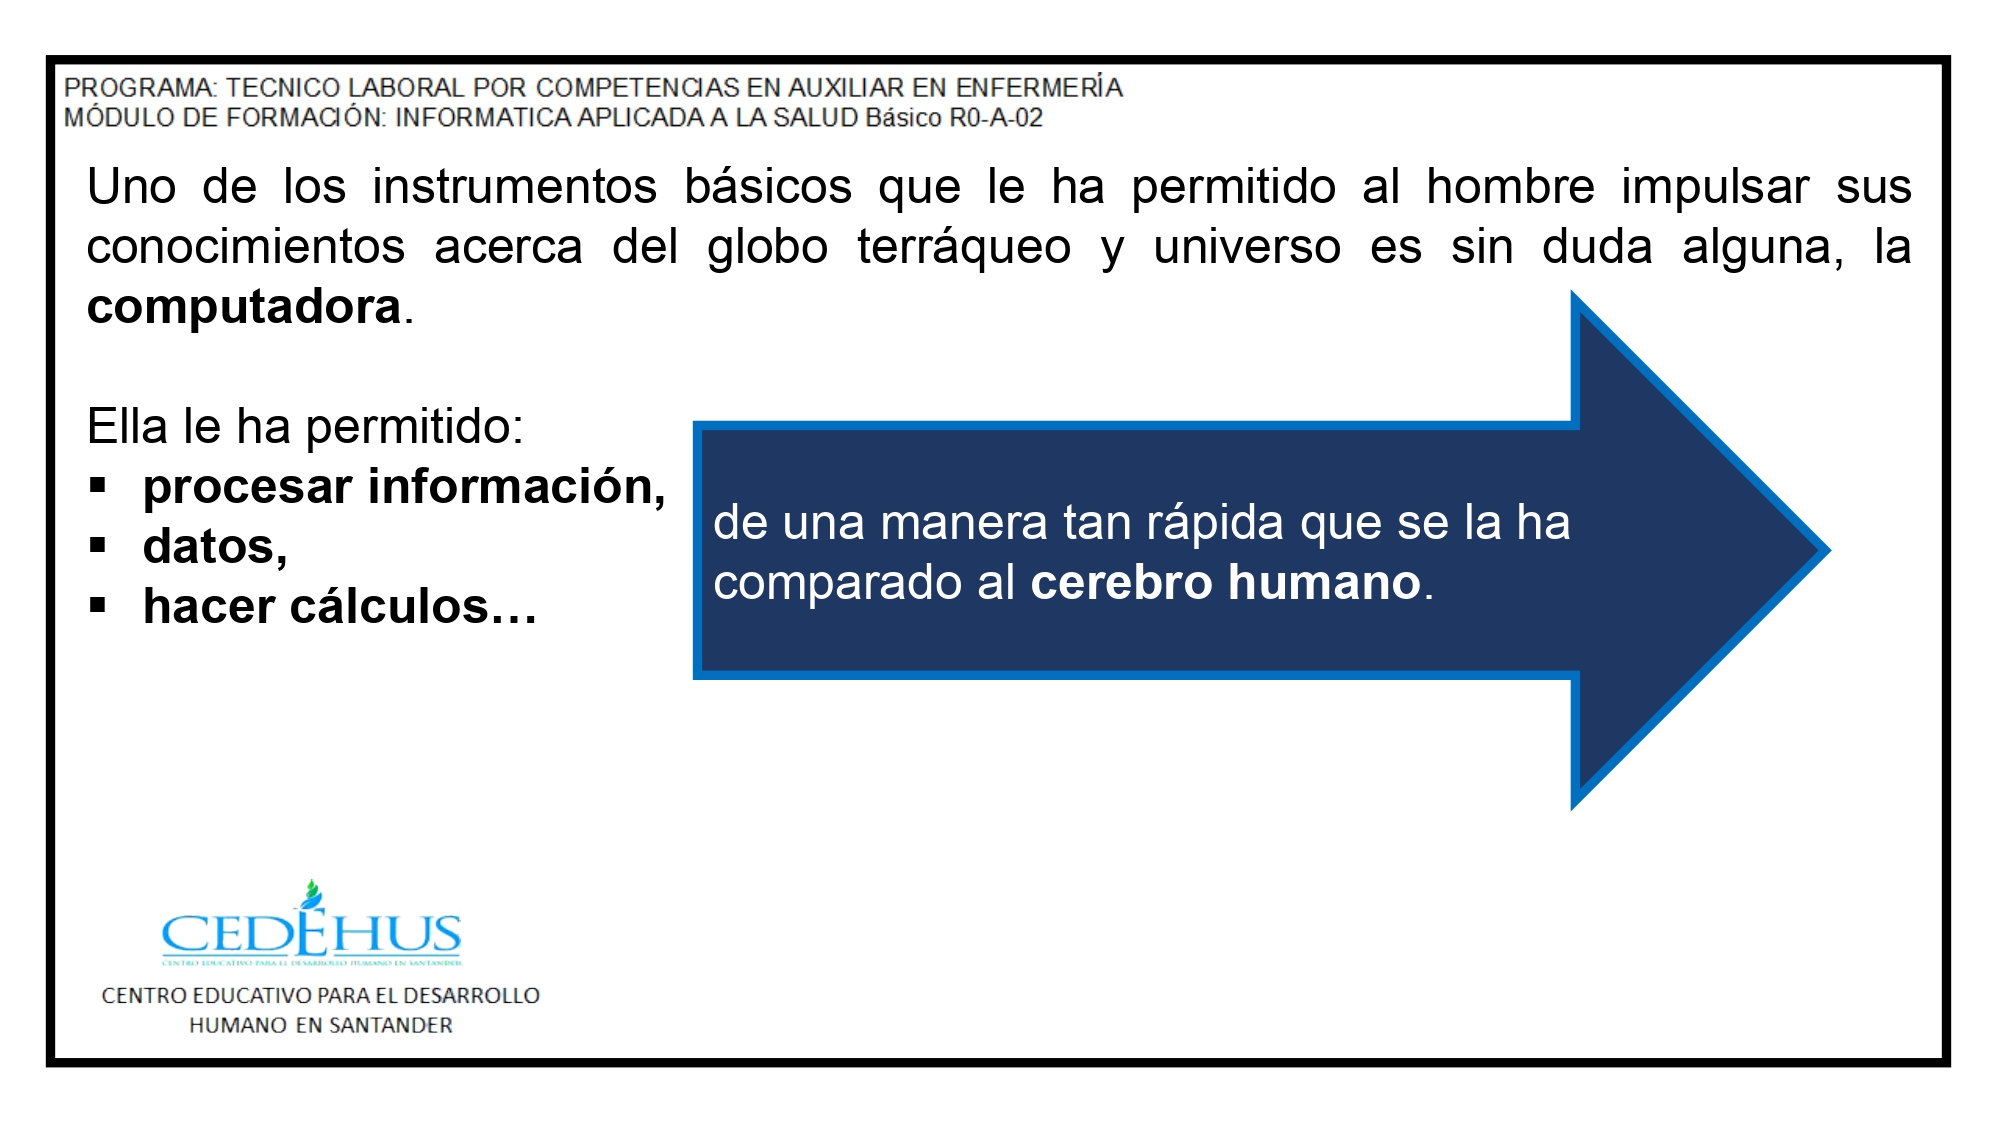 PROGRAMA: TECNICO LABORAL POR COMPETENCIAS EN AUXILIAR EN ENFERMERÍA
MÓDULO DE FORMACIÓN: INFORMATICA APLICADA A LA SALUD Básico R0-A-02
Uno de los instrumentos básicos que le ha permitido al hombre impulsar sus
conocimientos acerca del globo terráqueo y universo es sin duda alguna, la
computadora.
Ella le ha permitido:
▪ procesar información,
▪ datos,
▪ hacer cálculos…
de una manera tan rápida que se la ha
comparado al cerebro humano.
CEDEHUS
CENTRO EDUCATIVO PARA EL DESARROLLO HUMANO EN SANTANDER
CENTRO EDUCATIVO PARA EL DESARROLLO
HUMANO EN SANTANDER